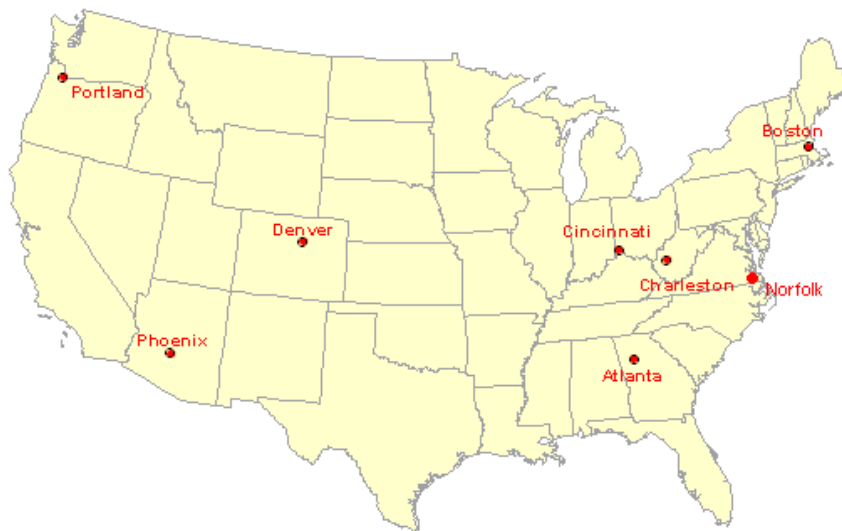 Portland
Boston
Denver
Cincinnati
Charleston
Norfolk
Phoenix
Atlanta